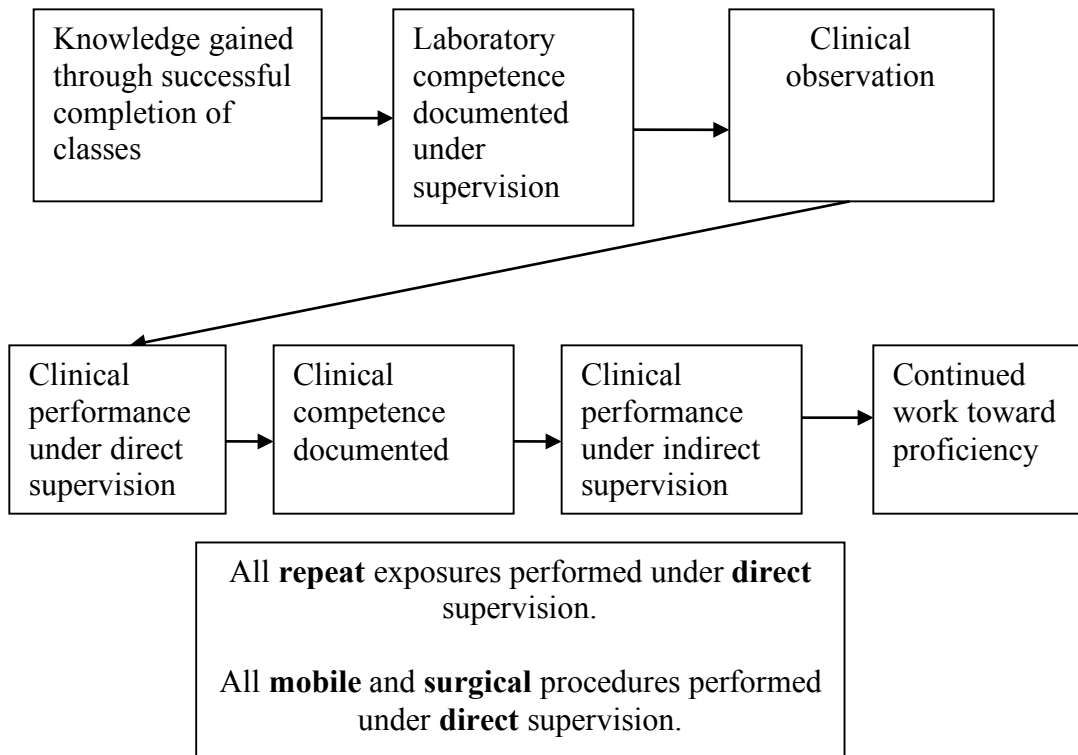 Knowledge gained
through successful
completion of
classes
Laboratory
competence
documented
under
supervision
Clinical
observation
Clinical
performance
under direct
supervision
Clinical
competence
documented
Clinical
performance
under indirect
supervision
Continued
work toward
proficiency
All repeat exposures performed under direct
supervision.
All mobile and surgical procedures performed
under direct supervision.